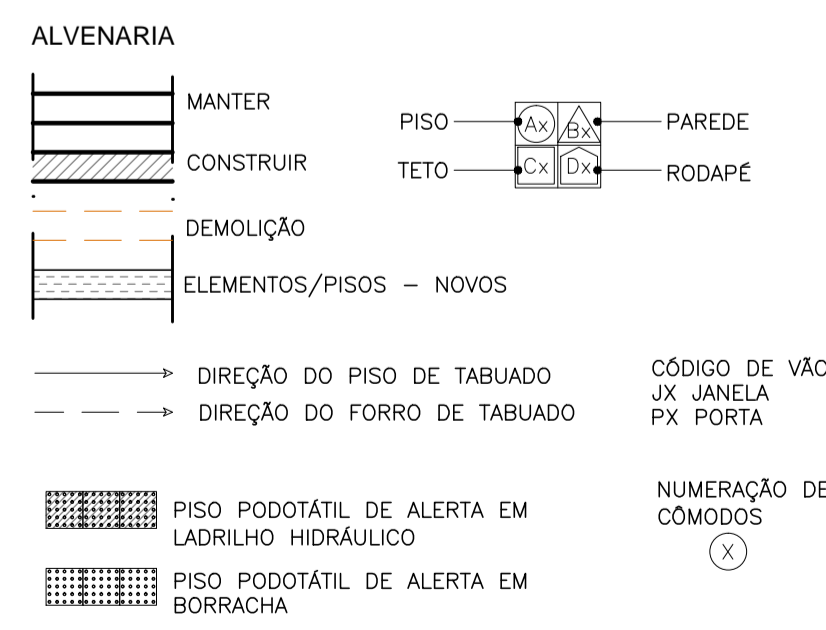 ALVENARIA
MANTER
CONSTRUIR
DEMOLIÇÃO
ELEMENTOS/PISOS – NOVOS
PISO
Ax
Bx
PAREDE
TETO
Cx
Dx
RODAPÉ
DIREÇÃO DO PISO DE TABUADO
DIREÇÃO DO FORRO DE TABUADO
CÓDIGO DE VÃO
JX JANELA
PX PORTA
PISO PODOTÁTIL DE ALERTA EM
LADRILHO HIDRÁULICO
PISO PODOTÁTIL DE ALERTA EM
BORRACHA
NUMERAÇÃO DE
CÔMODOS
X